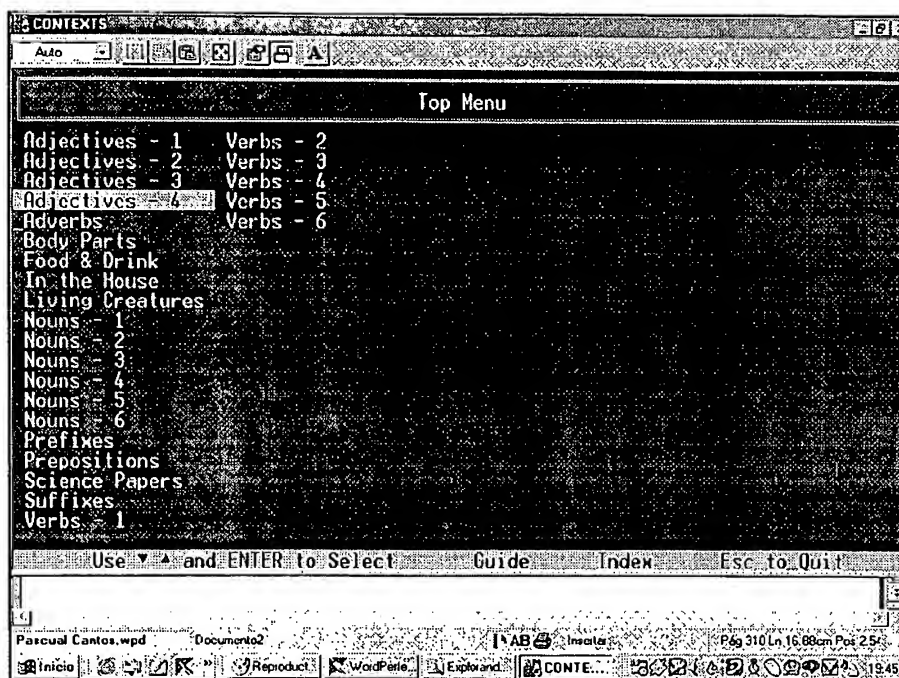 CONTEXTS
Auto
A
Top Menu
Adjectives - 1 Verbs - 2
Adjectives - 2 Verbs - 3
Adjectives - 3 Verbs - 4
Adjectives - 4 Verbs - 5
Adverbs Verbs - 6
Body Parts
Food & Drink
In the House
Living Creatures
Nouns - 1
Nouns - 2
Nouns - 3
Nouns - 4
Nouns - 5
Nouns - 6
Prefixes
Prepositions
Science Papers
Suffixes
Verbs - 1
Use ▼ ▲ and ENTER to Select Guide Index Esc to Quit
Pascual Cantos.wpd Documento2 AB Insertar Pág 310 Ln 16.88cm Pos 2.54
Inicio » Reproduct... WordPerfe... Explorand... CONTE... 19:45